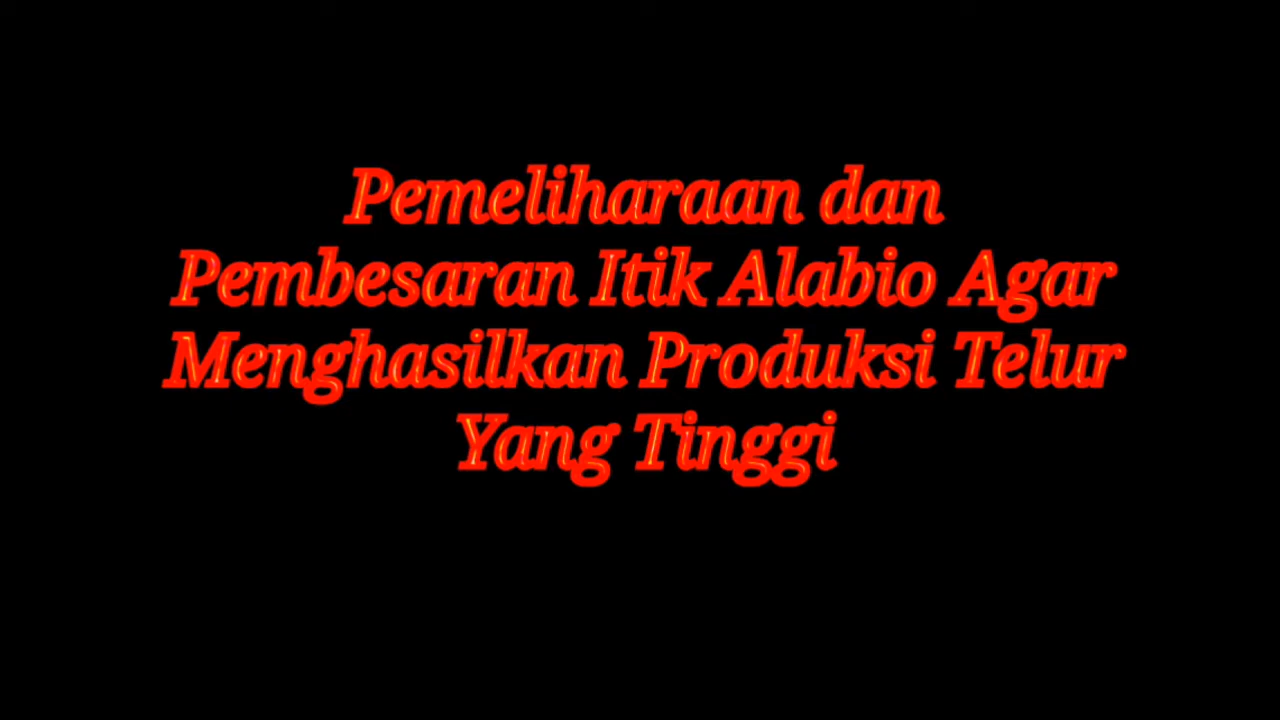 Pemeliharaan dan
Pembesaran Itik Alabio Agar
Menghasilkan Produksi Telur
Yang Tinggi